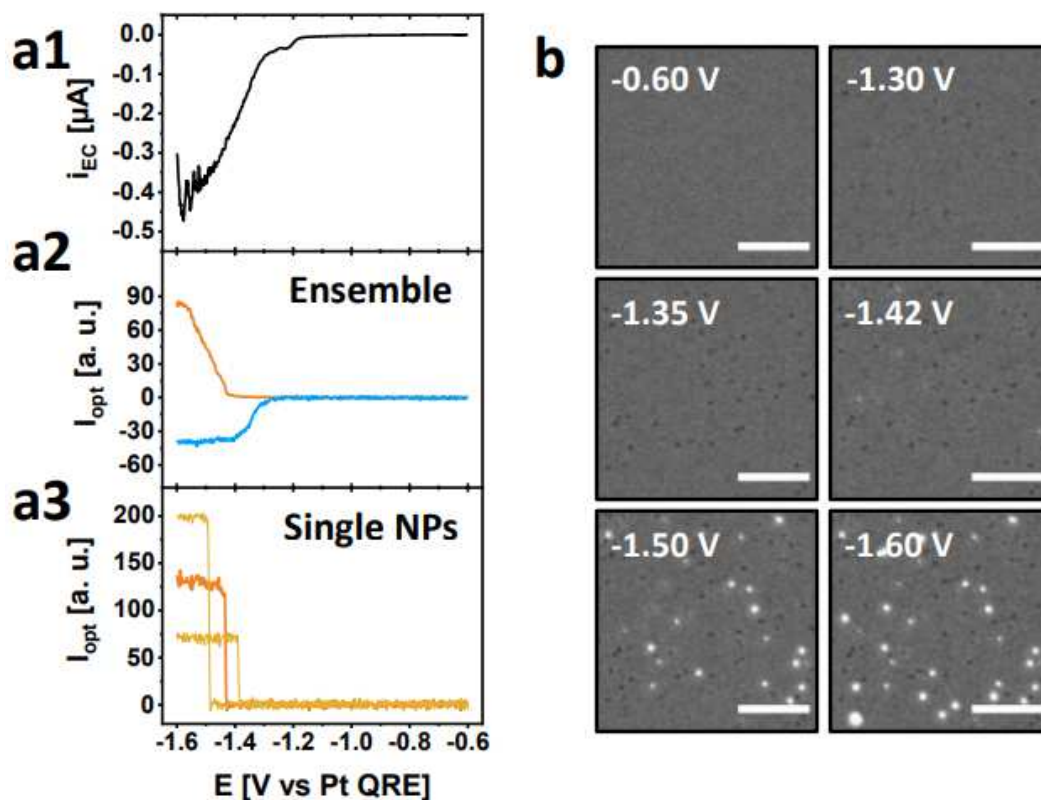 a1
0.0
-0.1
-0.2
-0.3
-0.4
-0.5
i_EC [µA]
a2
Ensemble
90
60
30
0
-30
-60
I_opt [a. u.]
a3
Single NPs
200
150
100
50
0
I_opt [a. u.]
-1.6 -1.4 -1.2 -1.0 -0.8 -0.6
E [V vs Pt QRE]
b
-0.60 V
-1.30 V
-1.35 V
-1.42 V
-1.50 V
-1.60 V